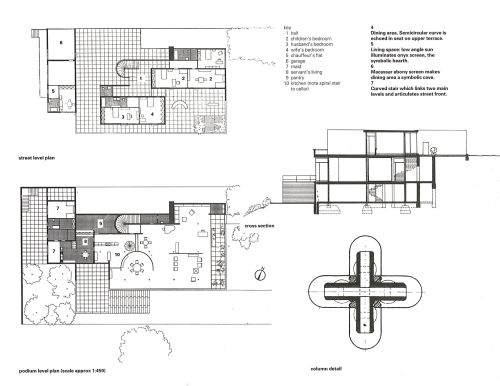 key
1 hall
2 children's bedroom
3 husband's bedroom
4 wife's bedroom
5 chauffeur's flat
6 garage
7 maid
8 servant's living
9 pantry
10 kitchen (note spiral stair
to cellar)
4
Dining area. Semicircular curve is
echoed in seat on upper terrace.
5
Living space: low angle sun
illuminates onyx screen, the
symbolic hearth.
6
Macassar ebony screen makes
dining area a symbolic cave.
7
Curved stair which links two main
levels and articulates street front.
6
5
1
2
2
3
4
street level plan
7
9
8
7
10
cross section
podium level plan (scale approx 1:450)
column detail